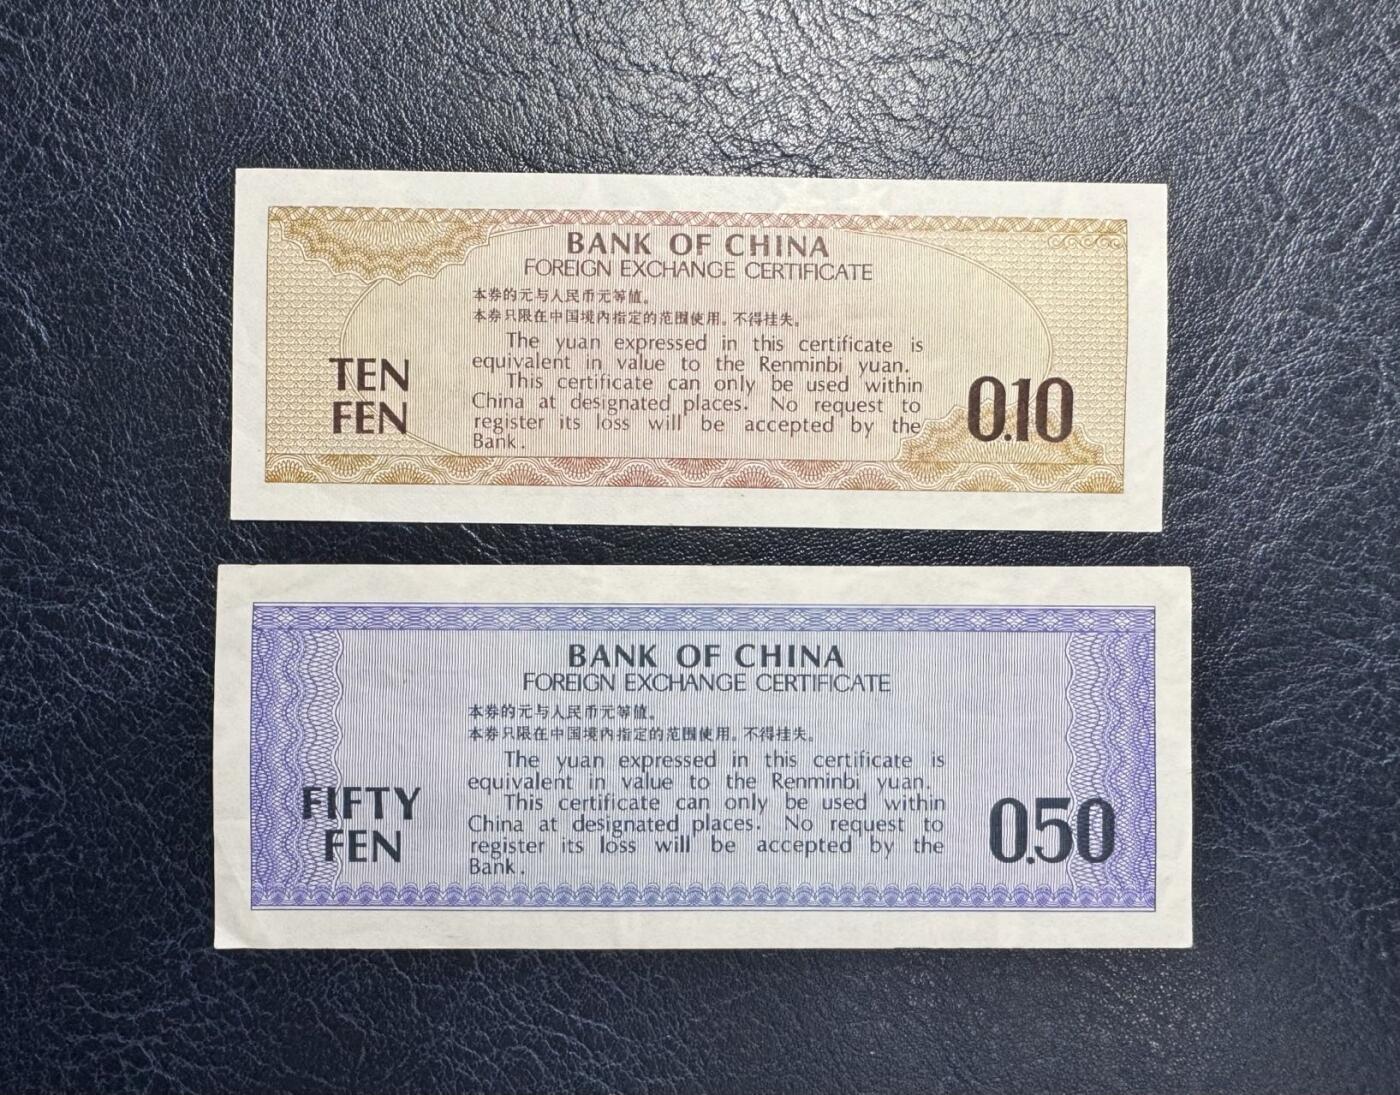 BANK OF CHINA
FOREIGN EXCHANGE CERTIFICATE
本券的元与人民币元等值。
本券只限在中国境内指定的范围使用。不得挂失。
The yuan expressed in this certificate is
equivalent in value to the Renminbi yuan.
This certificate can only be used within
China at designated places. No request to
register its loss will be accepted by the
Bank.
TEN
FEN
0.10
BANK OF CHINA
FOREIGN EXCHANGE CERTIFICATE
本券的元与人民币元等值。
本券只限在中国境内指定的范围使用。不得挂失。
The yuan expressed in this certificate is
equivalent in value to the Renminbi yuan.
This certificate can only be used within
China at designated places. No request to
register its loss will be accepted by the
Bank.
FIFTY
FEN
0.50